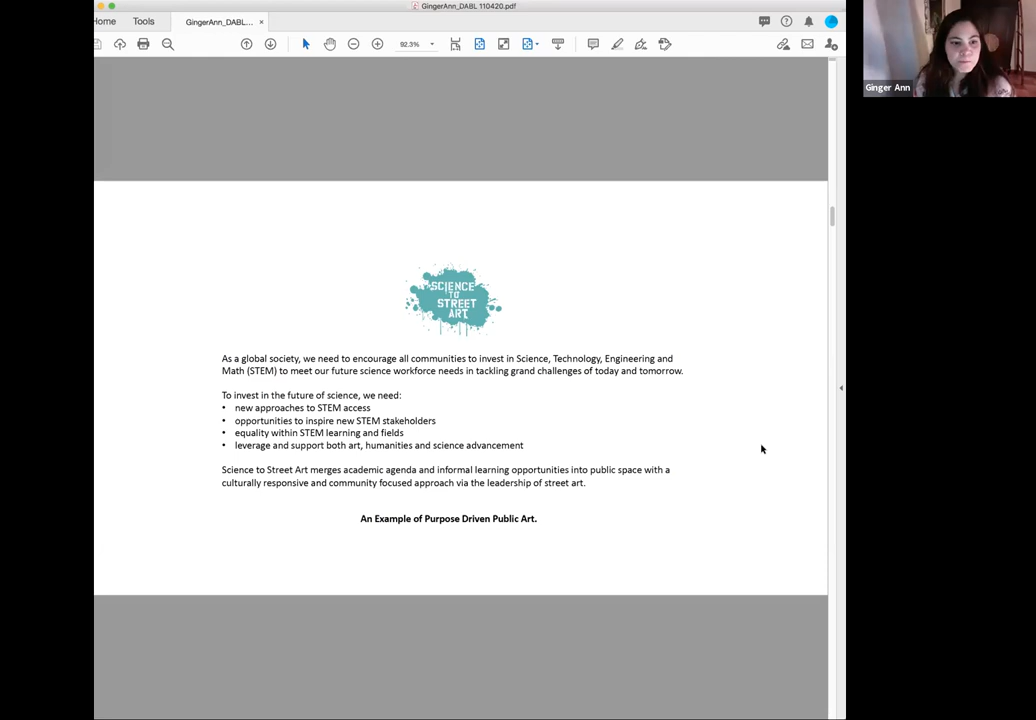 GingerAnn_DABL 110420.pdf
Home
Tools
GingerAnn_DABL... ×
92.3%
Ginger Ann
SCIENCE
TO
STREET
ART
As a global society, we need to encourage all communities to invest in Science, Technology, Engineering and
Math (STEM) to meet our future science workforce needs in tackling grand challenges of today and tomorrow.
To invest in the future of science, we need:
• new approaches to STEM access
• opportunities to inspire new STEM stakeholders
• equality within STEM learning and fields
• leverage and support both art, humanities and science advancement
Science to Street Art merges academic agenda and informal learning opportunities into public space with a
culturally responsive and community focused approach via the leadership of street art.
An Example of Purpose Driven Public Art.